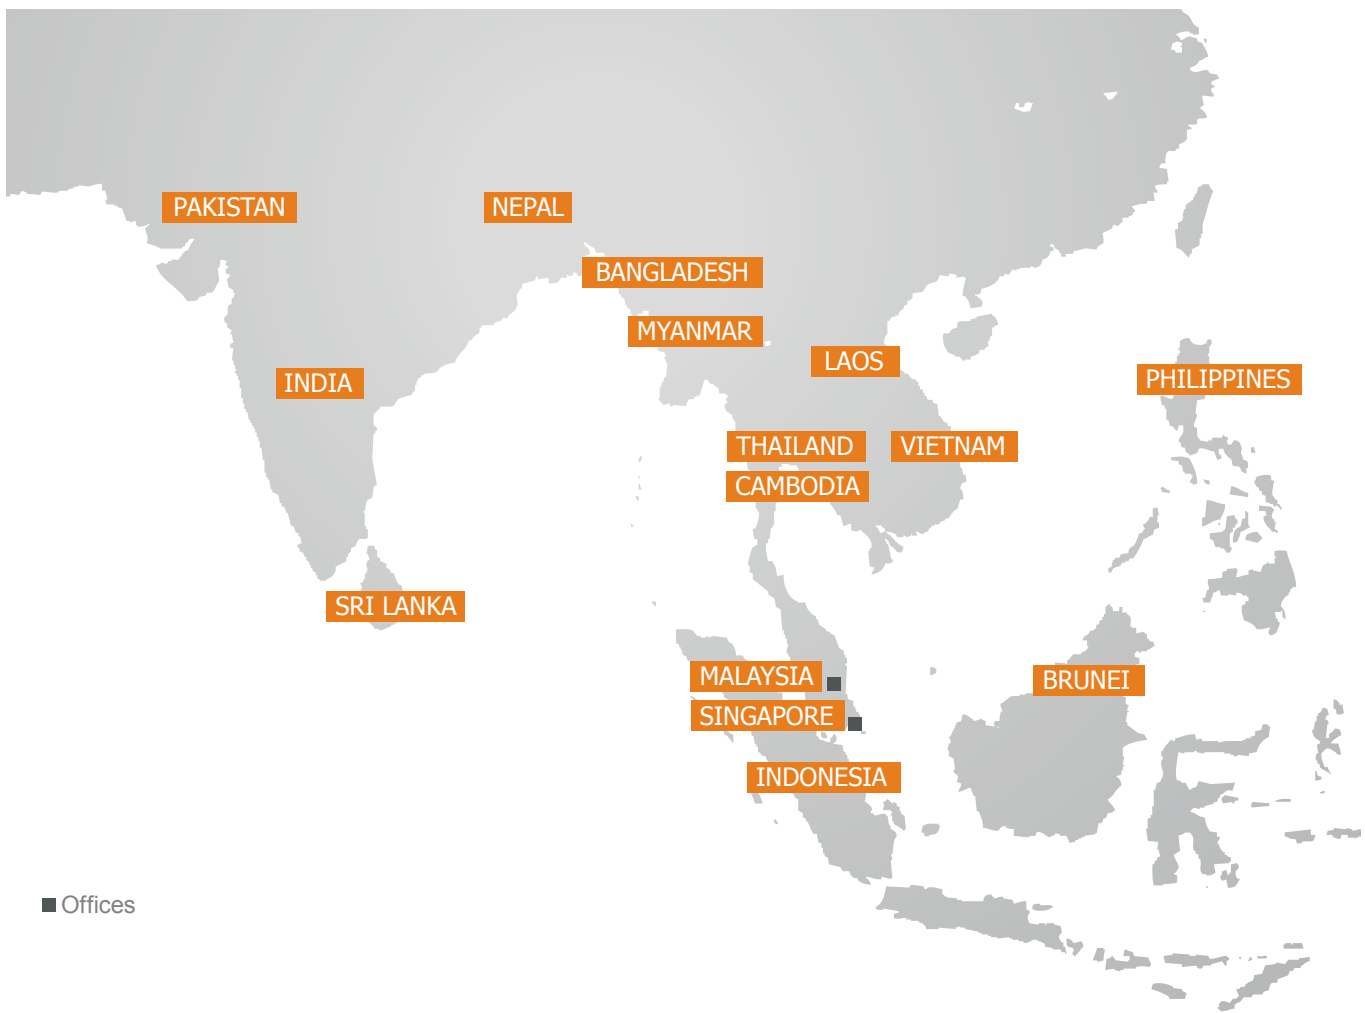 PAKISTAN
NEPAL
BANGLADESH
MYANMAR
LAOS
INDIA
PHILIPPINES
THAILAND
VIETNAM
CAMBODIA
SRI LANKA
MALAYSIA
BRUNEI
SINGAPORE
INDONESIA
Offices